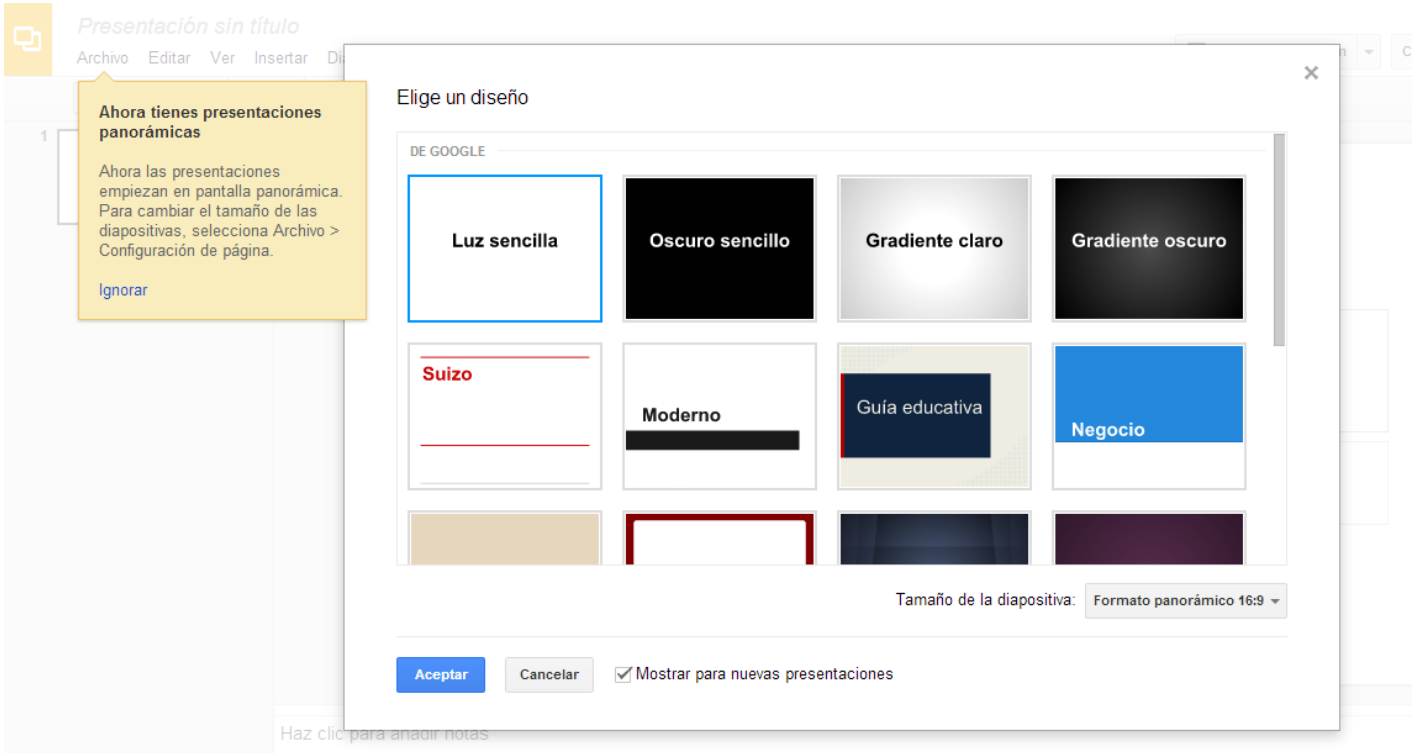 Presentación sin título
Archivo Editar Ver Insertar
Ahora tienes presentaciones
panorámicas
Ahora las presentaciones
empiezan en pantalla panorámica.
Para cambiar el tamaño de las
diapositivas, selecciona Archivo >
Configuración de página.
Ignorar
1
Elige un diseño
DE GOOGLE
Luz sencilla
Oscuro sencillo
Gradiente claro
Gradiente oscuro
Suizo
Moderno
Guía educativa
Negocio
Tamaño de la diapositiva: Formato panorámico 16:9
Aceptar Cancelar Mostrar para nuevas presentaciones
Haz clic para añadir notas